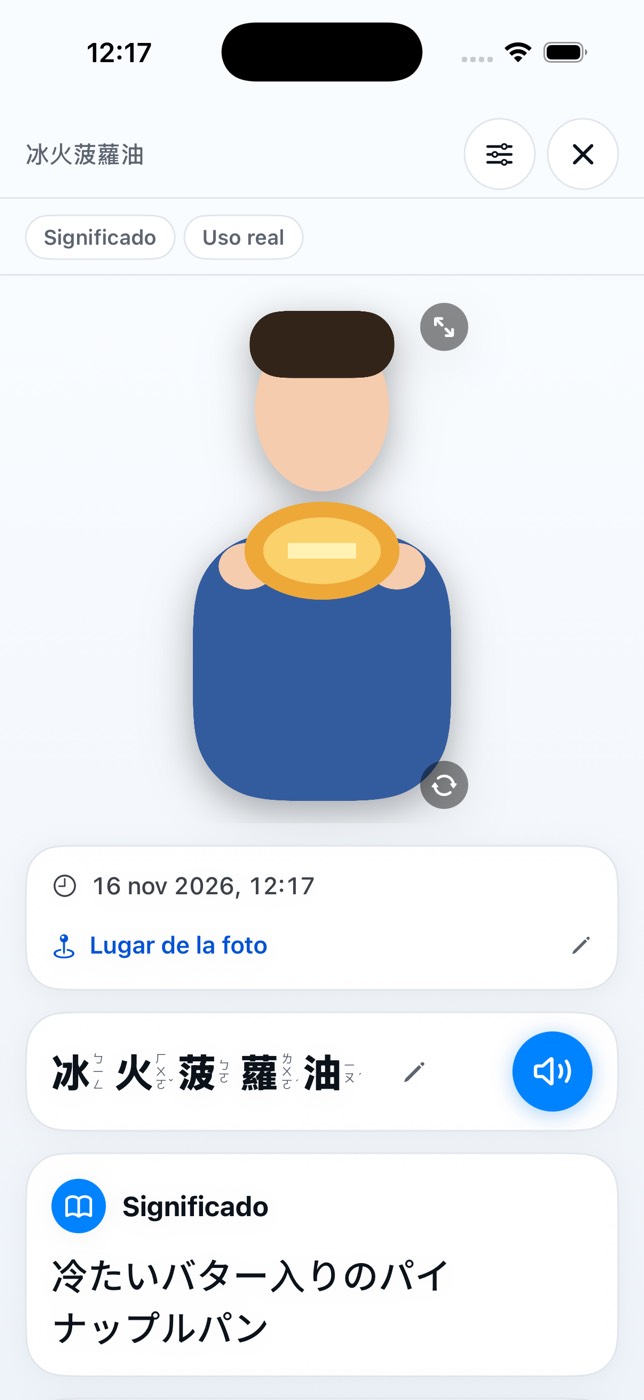 12:17
冰火菠蘿油
Significado
Uso real
16 nov 2026, 12:17
Lugar de la foto
冰ㄅㄧㄥ 火ㄏㄨㄛˇ 菠ㄅㄛ 蘿ㄌㄨㄛˊ 油ㄧㄡˊ
Significado
冷たいバター入りのパイ
ナップルパン